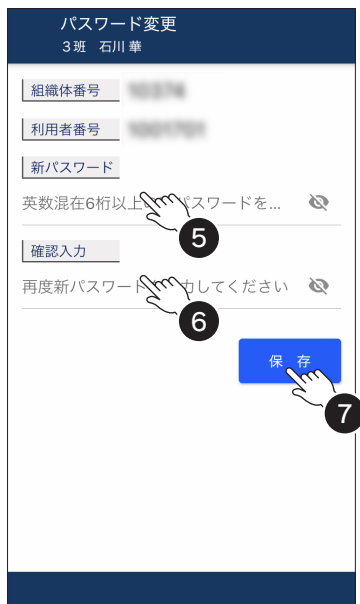 パスワード変更
3班 石川 華
組織体番号
利用者番号
新パスワード
英数混在6桁以上の パスワードを...
5
確認入力
再度新パスワード 力してください
6
保 存
7